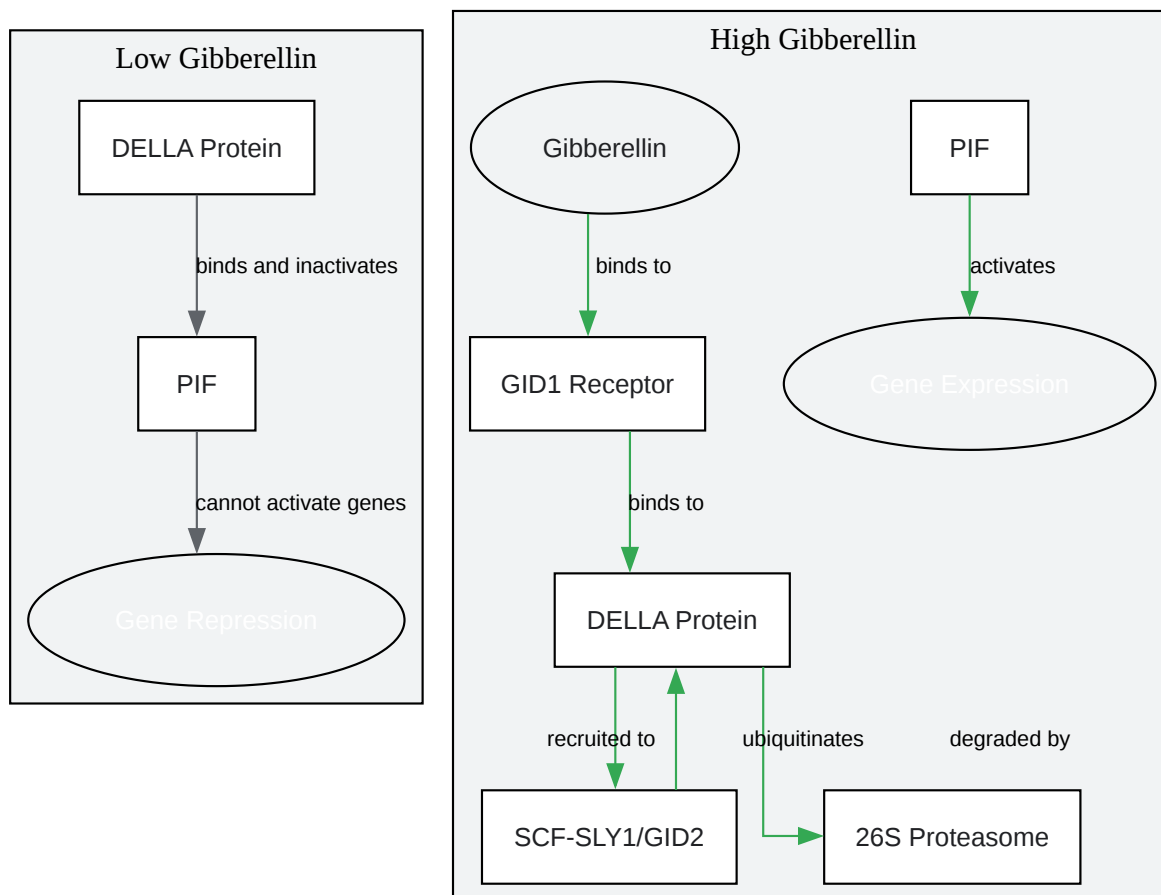 Low Gibberellin
DELLA Protein
binds and inactivates
PIF
cannot activate genes
Gene Repression
High Gibberellin
Gibberellin
PIF
binds to
activates
GID1 Receptor
Gene Expression
binds to
DELLA Protein
recruited to
ubiquitinates
degraded by
SCF-SLY1/GID2
26S Proteasome